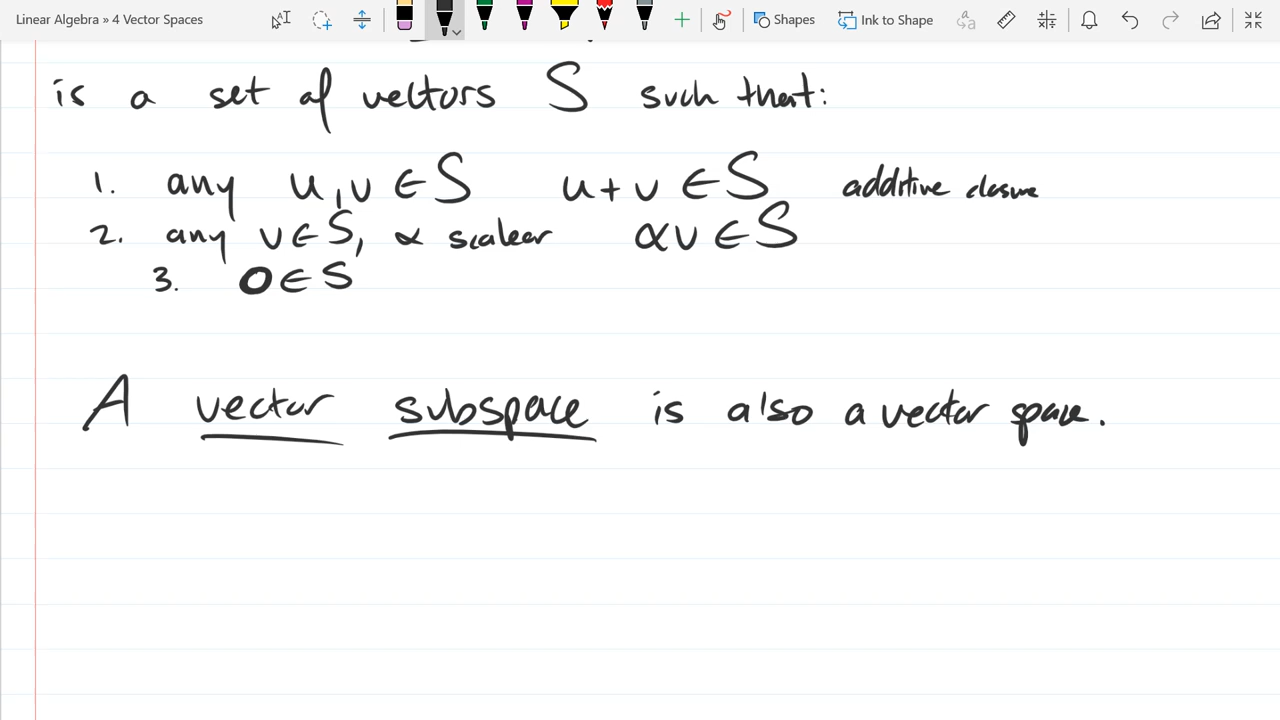 Linear Algebra » 4 Vector Spaces
Shapes
Ink to Shape
is a set of vectors S such that:
1. any u, v ∈ S u + v ∈ S additive closure
2. any v ∈ S, α scalear αv ∈ S
3. 0 ∈ S
A vector subspace is also a vector space.